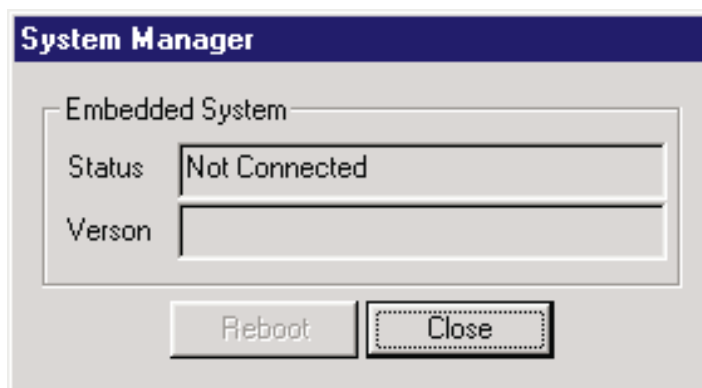 System Manager
Embedded System
Status Not Connected
Verson
Reboot Close